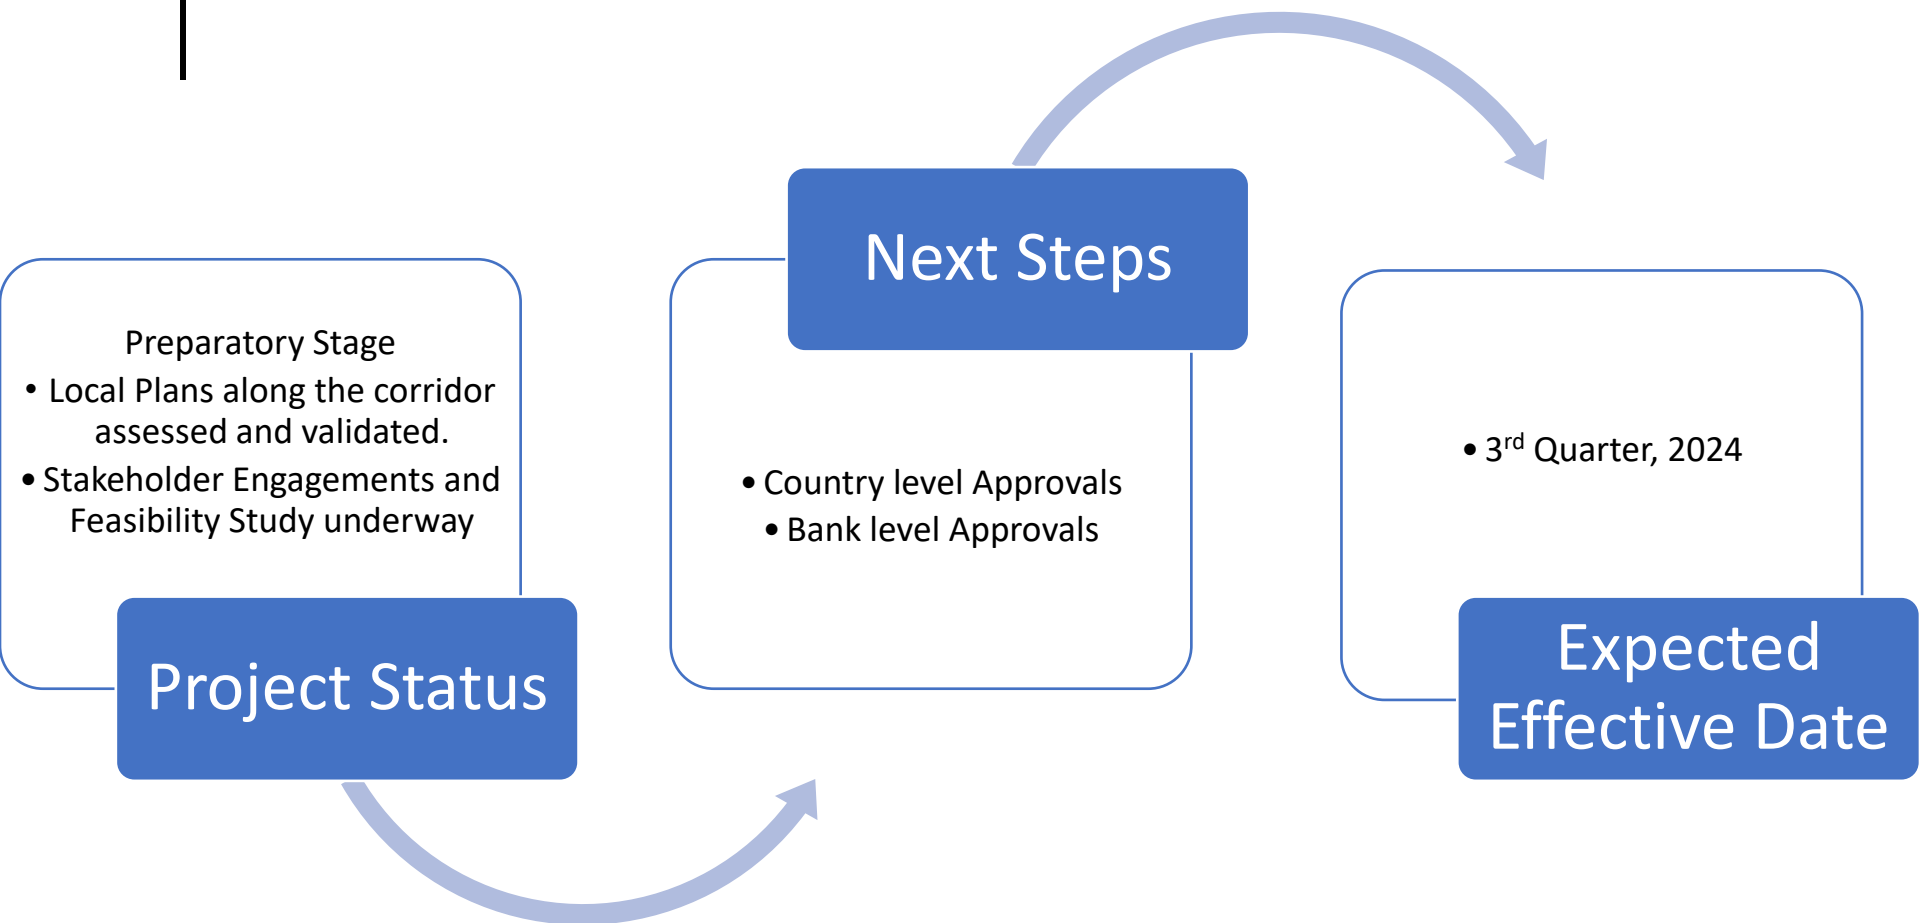 Preparatory Stage
• Local Plans along the corridor
assessed and validated.
• Stakeholder Engagements and
Feasibility Study underway
Project Status
Next Steps
• Country level Approvals
• Bank level Approvals
• 3rd Quarter, 2024
Expected
Effective Date